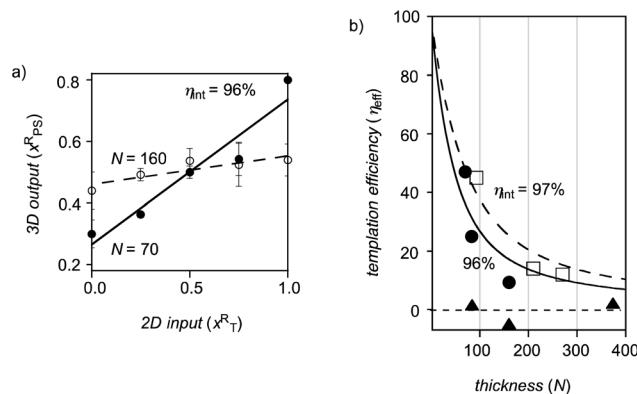 a)
3D output (x^R_PS)
0.8
0.6
0.4
0.2
η_int = 96%
N = 160
N = 70
0.0
0.5
1.0
2D input (x^R_T)
b)
templation efficiency (η_eff)
100
80
60
40
20
0
η_int = 97%
96%
100
200
300
400
thickness (N)